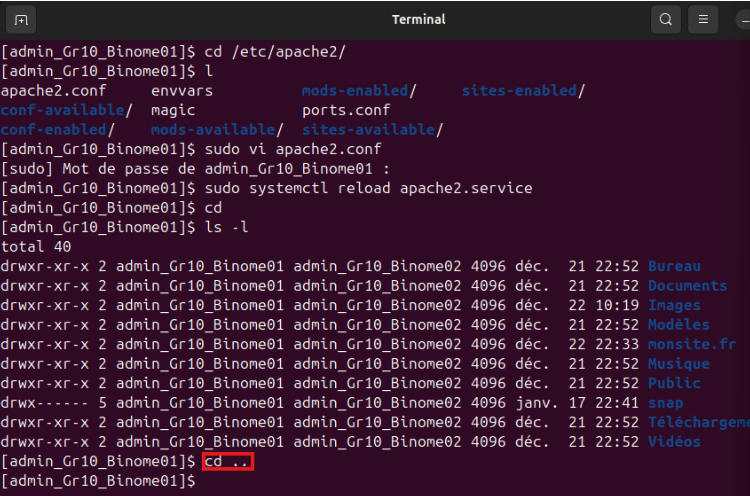 Terminal
[admin_Gr10_Binome01]$ cd /etc/apache2/
[admin_Gr10_Binome01]$ l
apache2.conf envvars mods-enabled/ sites-enabled/
conf-available/ magic ports.conf
conf-enabled/ mods-available/ sites-available/
[admin_Gr10_Binome01]$ sudo vi apache2.conf
[sudo] Mot de passe de admin_Gr10_Binome01 :
[admin_Gr10_Binome01]$ sudo systemctl reload apache2.service
[admin_Gr10_Binome01]$ cd
[admin_Gr10_Binome01]$ ls -l
total 40
drwxr-xr-x 2 admin_Gr10_Binome01 admin_Gr10_Binome02 4096 déc. 21 22:52 Bureau
drwxr-xr-x 2 admin_Gr10_Binome01 admin_Gr10_Binome02 4096 déc. 21 22:52 Documents
drwxr-xr-x 2 admin_Gr10_Binome01 admin_Gr10_Binome02 4096 déc. 22 10:19 Images
drwxr-xr-x 2 admin_Gr10_Binome01 admin_Gr10_Binome02 4096 déc. 21 22:52 Modèles
drwxr-xr-x 2 admin_Gr10_Binome01 admin_Gr10_Binome02 4096 déc. 22 22:33 monsite.fr
drwxr-xr-x 2 admin_Gr10_Binome01 admin_Gr10_Binome02 4096 déc. 21 22:52 Musique
drwxr-xr-x 2 admin_Gr10_Binome01 admin_Gr10_Binome02 4096 déc. 21 22:52 Public
drwx------ 5 admin_Gr10_Binome01 admin_Gr10_Binome02 4096 janv. 17 22:41 snap
drwxr-xr-x 2 admin_Gr10_Binome01 admin_Gr10_Binome02 4096 déc. 21 22:52 Téléchargeme
drwxr-xr-x 2 admin_Gr10_Binome01 admin_Gr10_Binome02 4096 déc. 21 22:52 Vidéos
[admin_Gr10_Binome01]$ cd ..
[admin_Gr10_Binome01]$